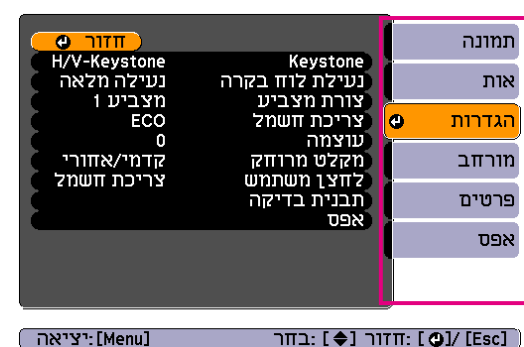 תמונה
אות
הגדרות
מורחב
פרטים
אפס
חזור
Keystone H/V-Keystone
נעילת לוח בקרה נעילה מלאה
צורת מצביע מצביע 1
צריכת חשמל ECO
עוצמה 0
מקלט מרוחק קדמי/אחורי
לחצן משתמש צריכת חשמל
תבנית בדיקה
אפס
[Esc] /[ ] :חזור [ ] :בחר [Menu]:יציאה